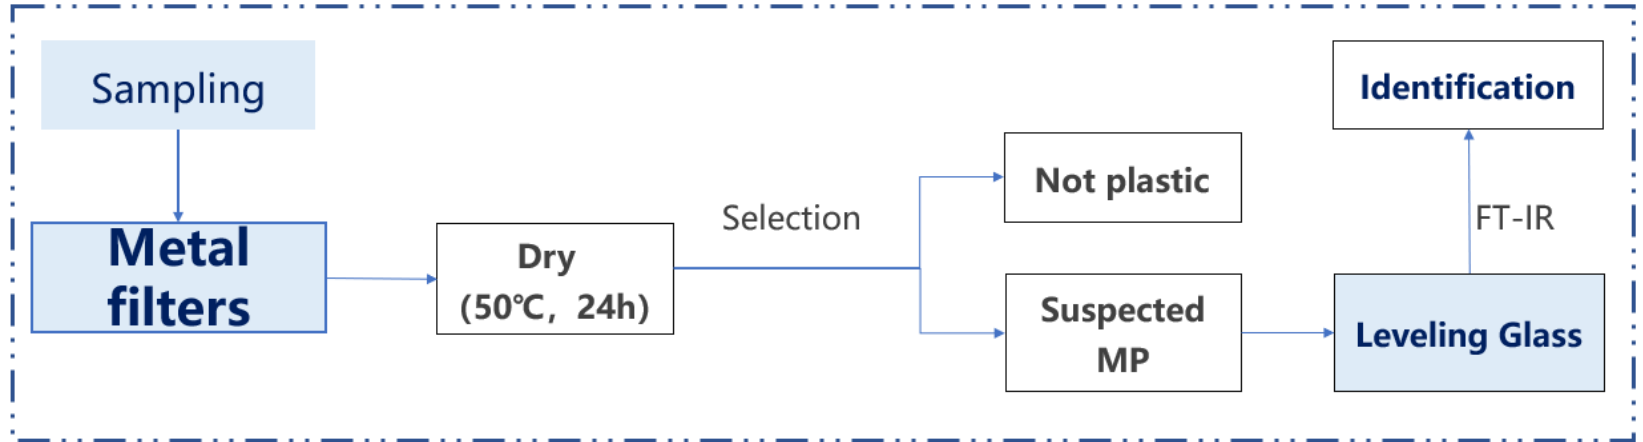 Sampling
Metal
filters
Dry
(50℃，24h)
Selection
Not plastic
Suspected
MP
Leveling Glass
FT-IR
Identification